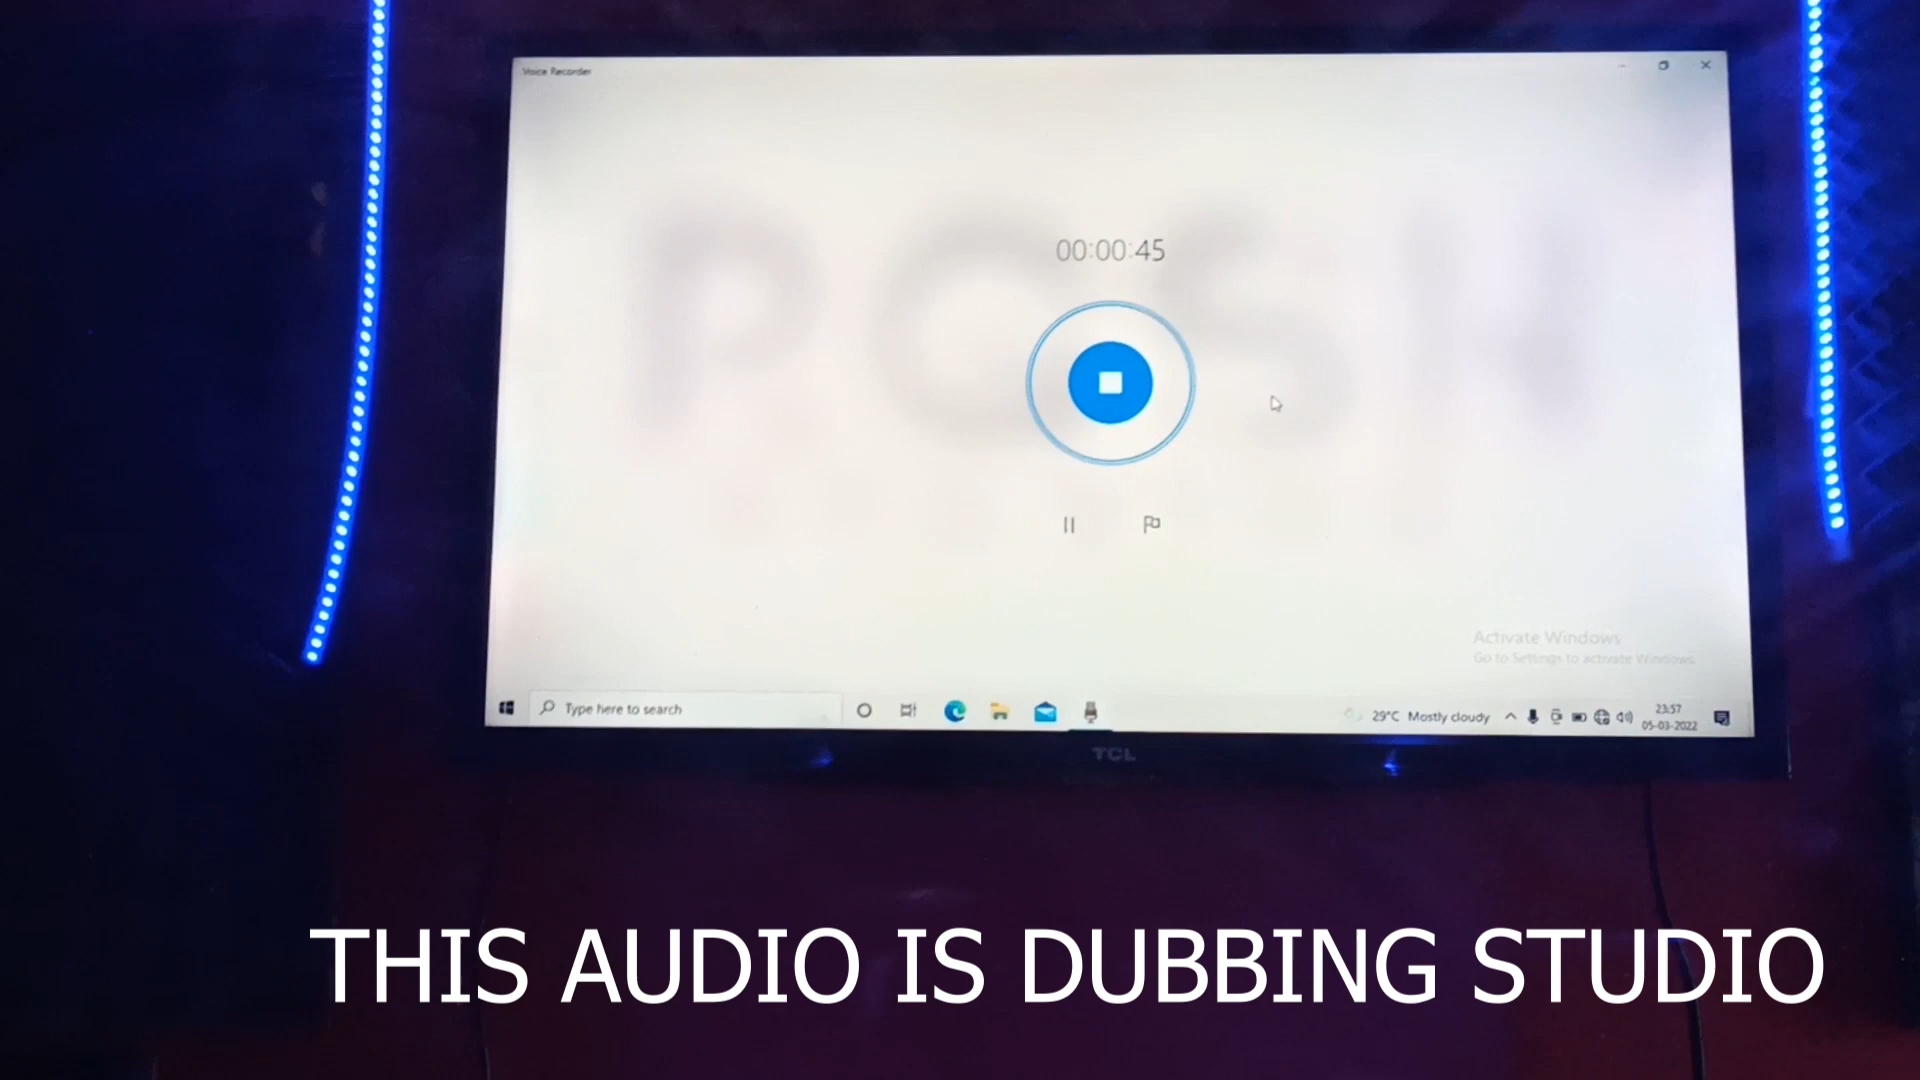 Voice Recorder
POSH
00:00:45
Activate Windows
Go to Settings to activate Windows.
Type here to search
29°C Mostly cloudy
23:57
05-03-2022
TCL
THIS AUDIO IS DUBBING STUDIO